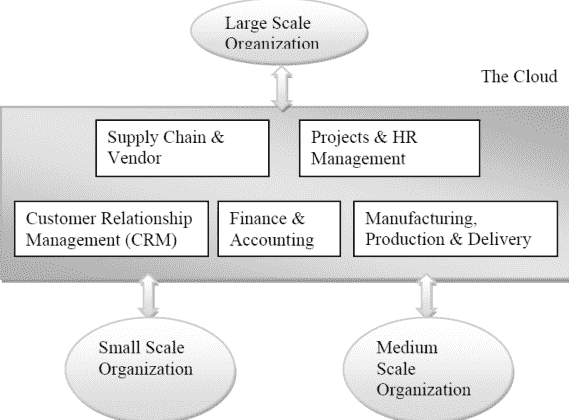 Large Scale
Organization
The Cloud
Supply Chain &
Vendor
Projects & HR
Management
Customer Relationship
Management (CRM)
Finance &
Accounting
Manufacturing,
Production & Delivery
Small Scale
Organization
Medium
Scale
Organization